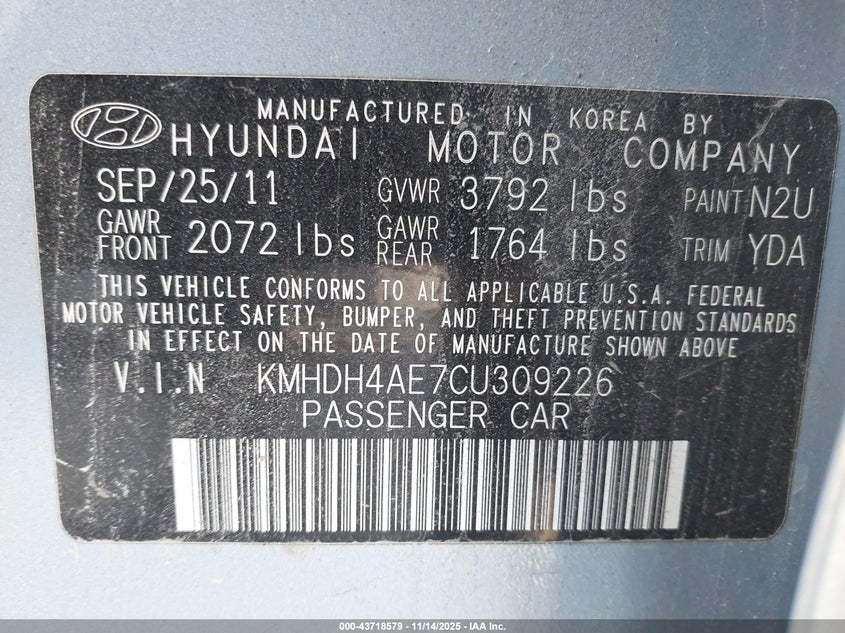 MANUFACTURED IN KOREA BY
HYUNDAI MOTOR COMPANY
SEP/25/11 GVWR 3792 lbs PAINT N2U
GAWR FRONT 2072 lbs GAWR REAR 1764 lbs TRIM YDA
THIS VEHICLE CONFORMS TO ALL APPLICABLE U.S.A. FEDERAL
MOTOR VEHICLE SAFETY, BUMPER, AND THEFT PREVENTION STANDARDS
IN EFFECT ON THE DATE OF MANUFACTURE SHOWN ABOVE
V.I.N KMHDH4AE7CU309226
PASSENGER CAR
000-43718579 - 11/14/2025 - IAA Inc.